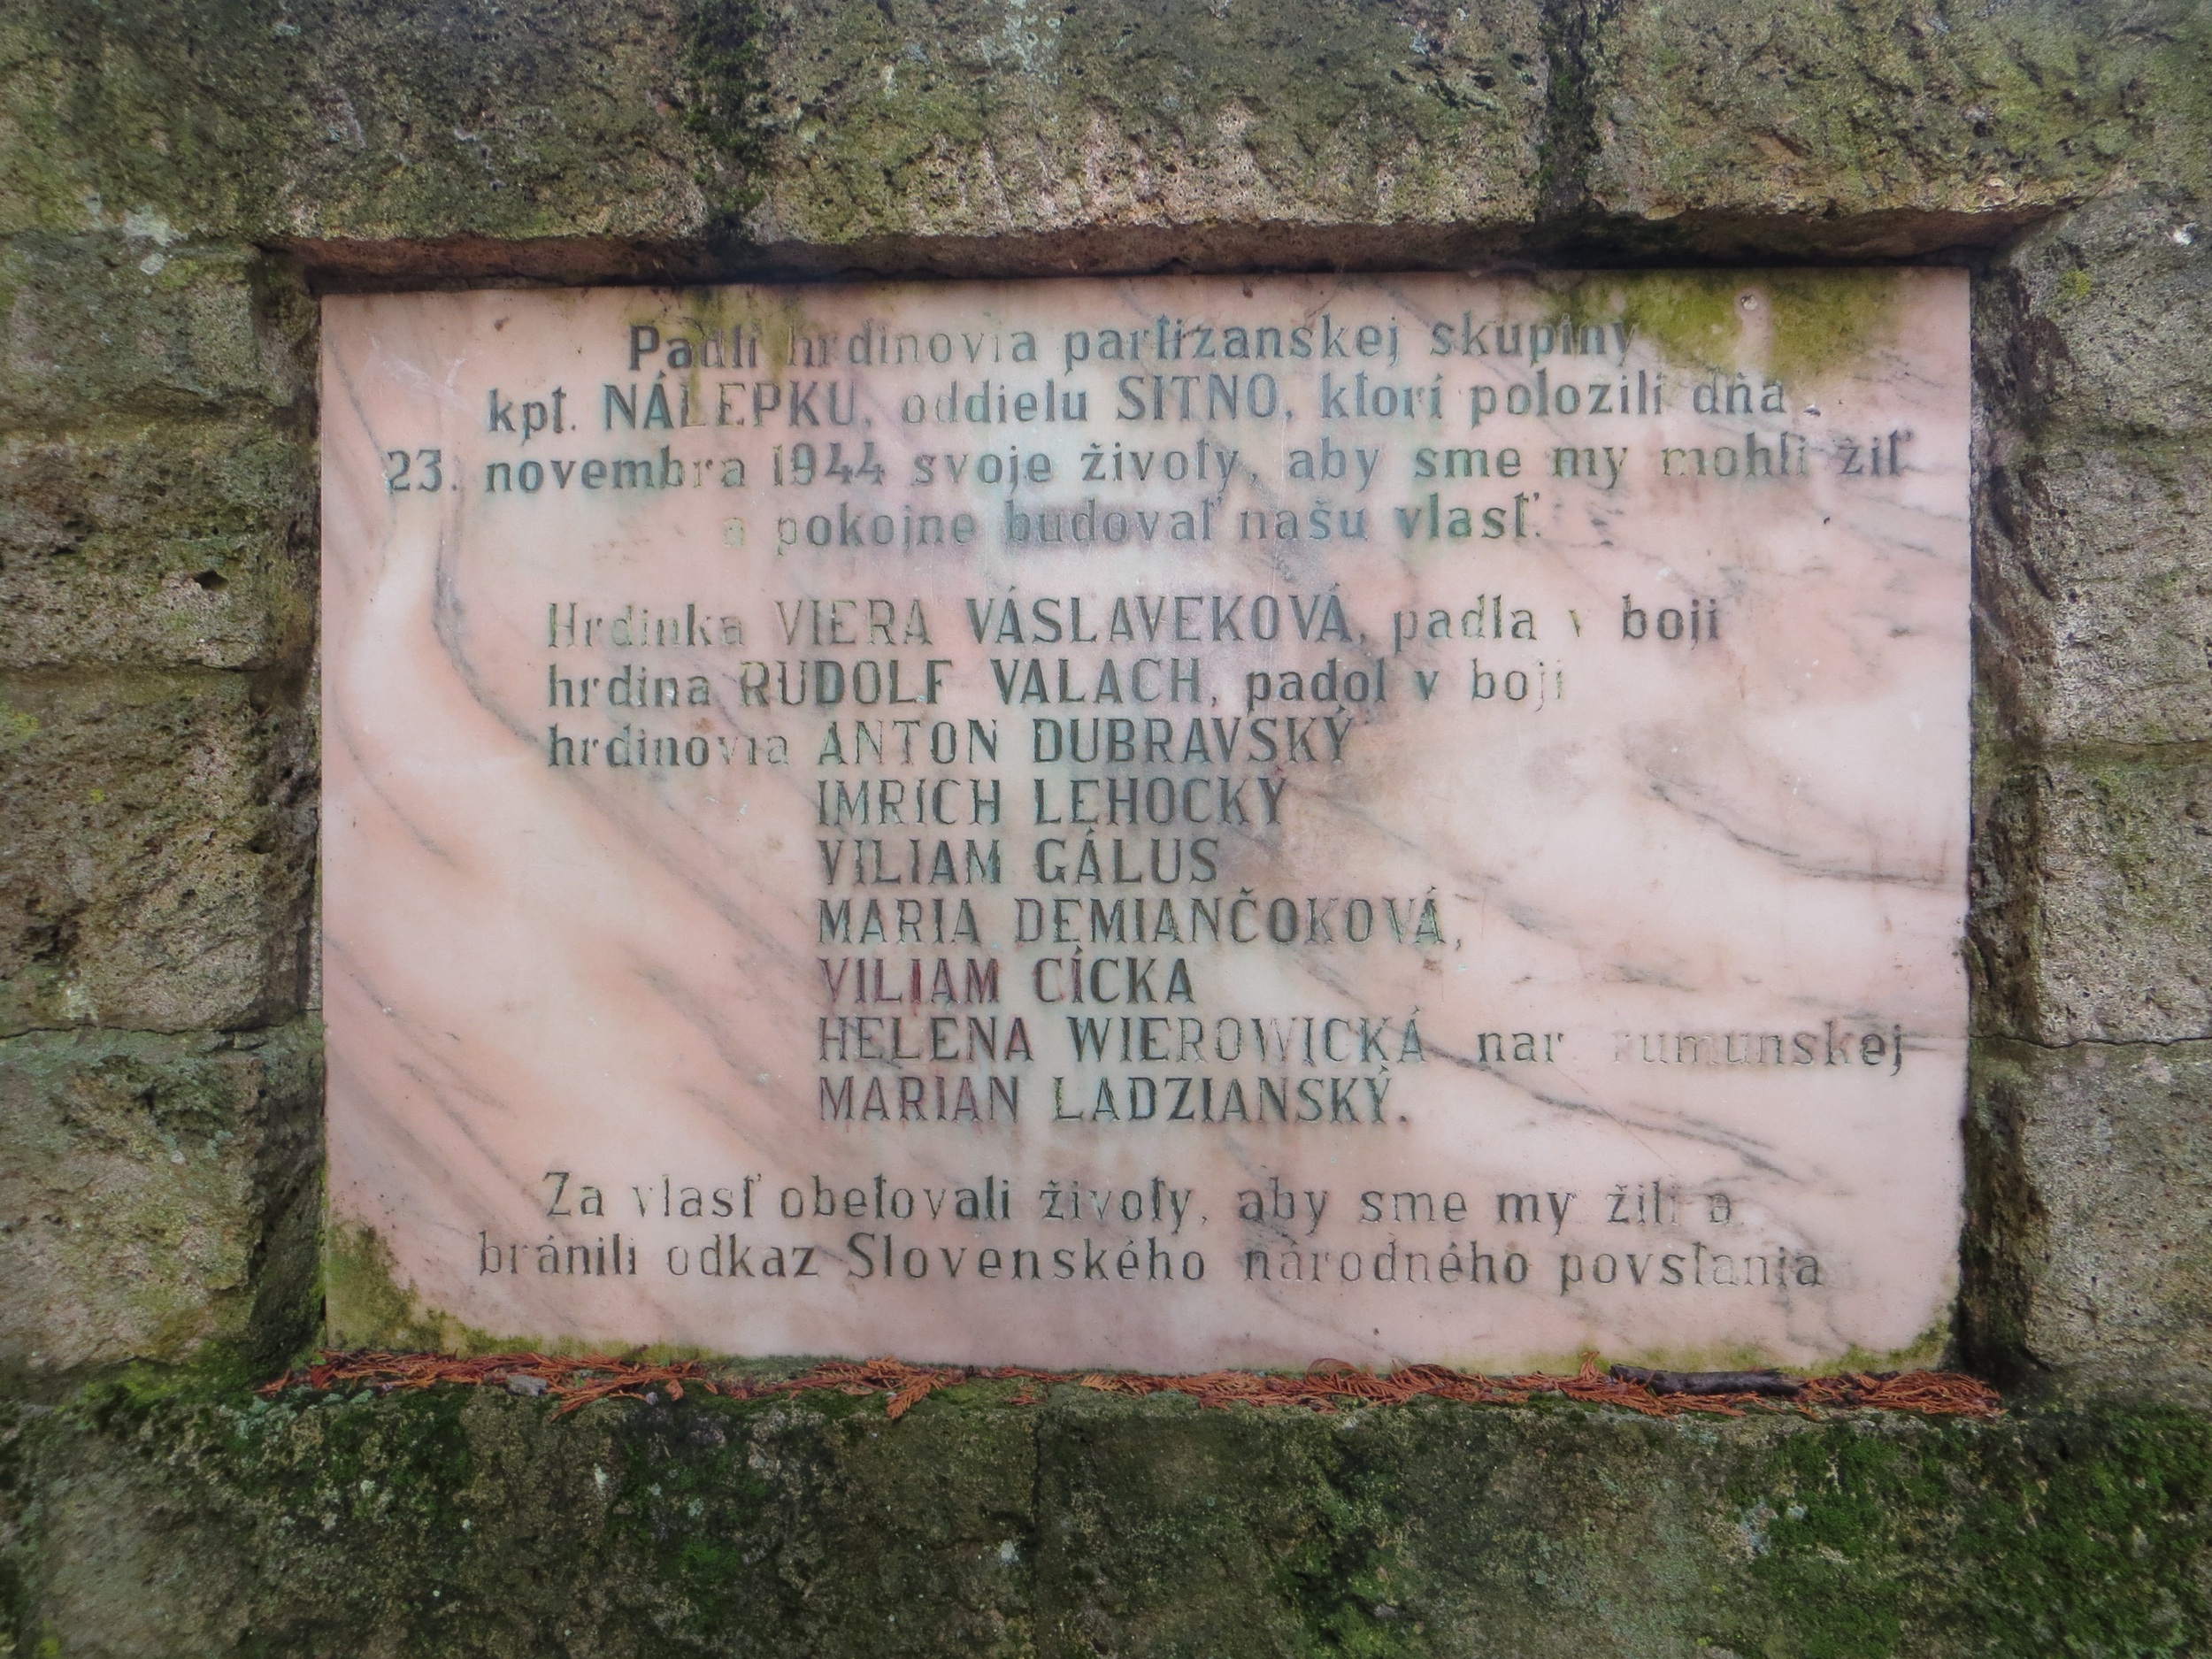 Padli hrdinovia partizanskej skupiny
kpt. NÁLEPKU, oddielu SITNO, ktorí polozili dňa
23. novembra 1944 svoje životy, aby sme my mohli žiť
a pokojne budovať našu vlasť.
Hrdinka VIERA VÁSLAVEKOVÁ, padla v boji
hrdina RUDOLF VALACH, padol v boji
hrdinovia ANTON DUBRAVSKÝ
IMRICH LEHOCKÝ
VILIAM GÁLUS
MARIA DEMIANČOKOVÁ,
VILIAM CÍCKA
HELENA WIEROWICKÁ nar. rumunskej
MARIAN LADZIANSKÝ.
Za vlasť obetovali životy, aby sme my žili a
bránili odkaz Slovenského národného povstania